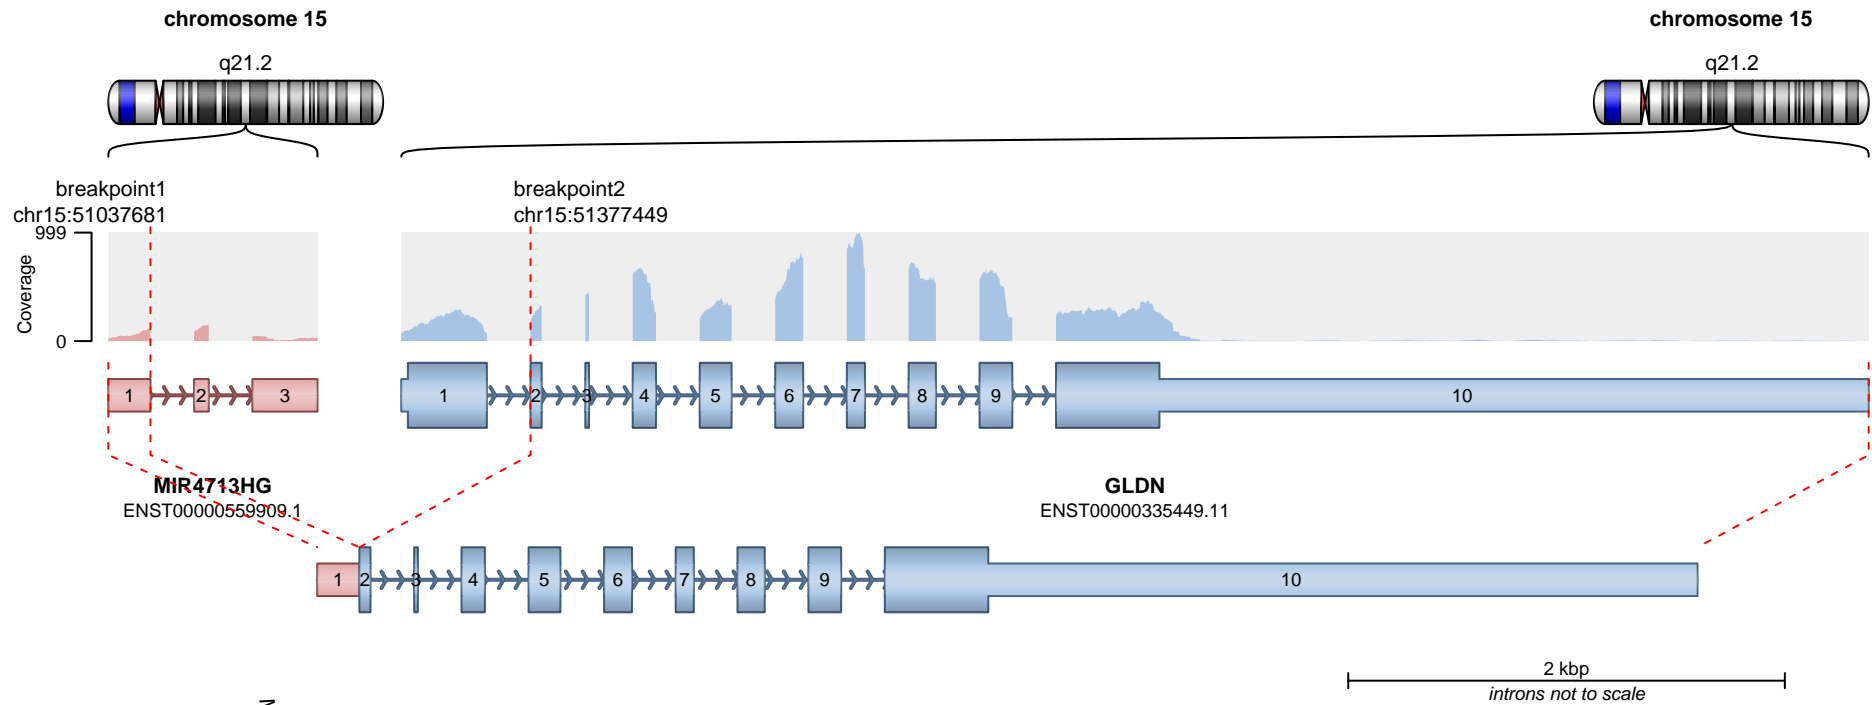 chromosome 15
chromosome 15
q21.2
q21.2
breakpoint1
chr15:51037681
breakpoint2
chr15:51377449
999
Coverage
0
1
2
3
1
2
3
4
5
6
7
8
9
10
MIR4713HG
ENST00000559909.1
GLDN
ENST00000335449.11
1
2
3
4
5
6
7
8
9
10
2 kbp
introns not to scale